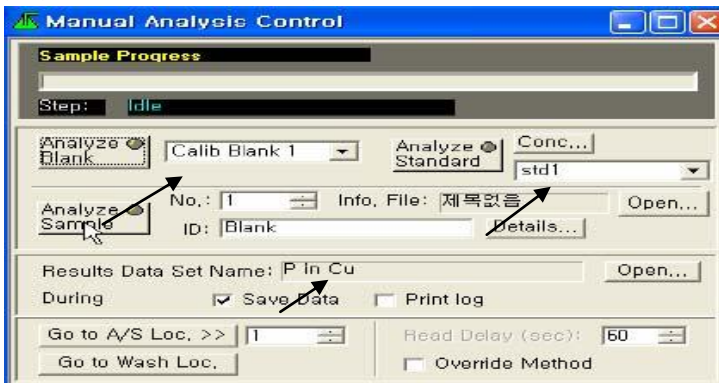 Manual Analysis Control
Sample Progress
Step: Idle
Analyze Blank
Calib Blank 1
Analyze Standard
Conc...
std1
Analyze Sample
No.: 1
Info. File: 제목없음
Open...
ID: Blank
Details...
Results Data Set Name: P in Cu
Open...
During
Save Data
Print log
Go to A/S Loc. >> 1
Read Delay (sec): 60
Go to Wash Loc.
Override Method